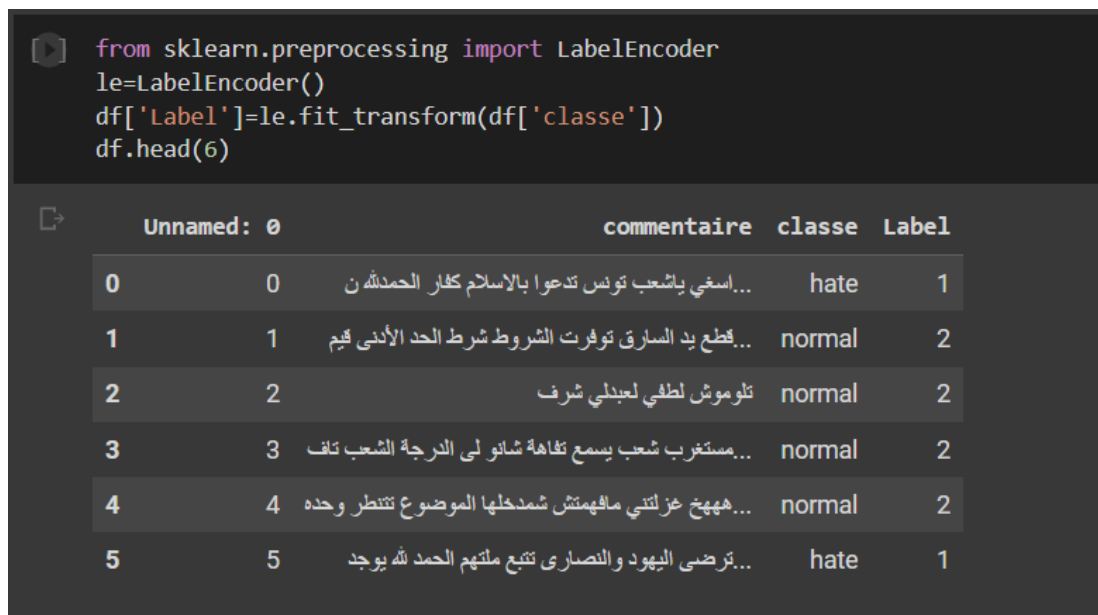 from sklearn.preprocessing import LabelEncoder
le=LabelEncoder()
df['Label']=le.fit_transform(df['classe'])
df.head(6)
Unnamed: 0 commentaire classe Label
0 0 اسغي ياشعب تونس تدعوا بالاسلام كفار الحمدلله ن... hate 1
1 1 قطع يد السارق توفرت الشروط شرط الحد الأدنى قيم... normal 2
2 2 تلوموش لطفي لعبدلي شرف normal 2
3 3 مستغرب شعب يسمع تفاهة شانو لى الدرجة الشعب تاف... normal 2
4 4 هههخ غزلتني مافهمتش شمدخلها الموضوع تتنطر وحده... normal 2
5 5 ترضى اليهود والنصارى تتبع ملتهم الحمد لله يوجد... hate 1